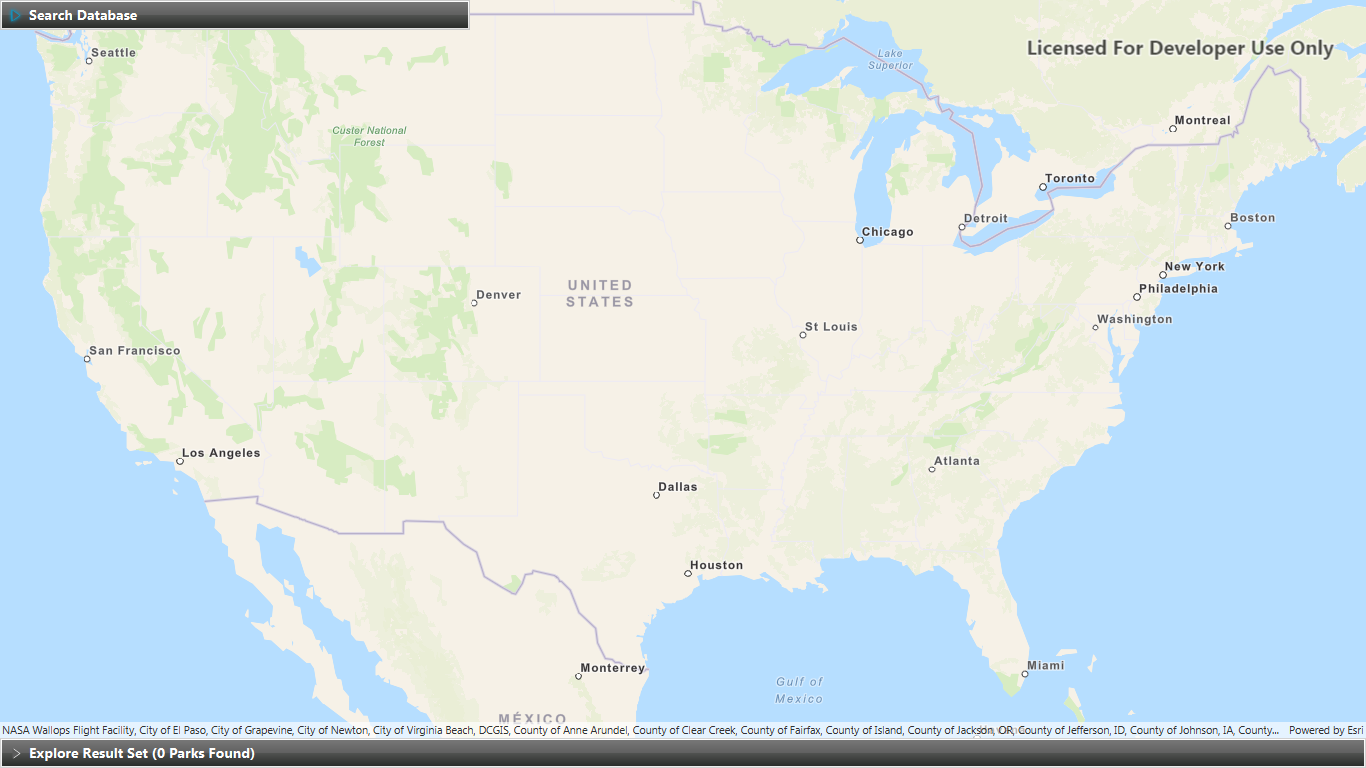 Search Database
Licensed For Developer Use Only
Seattle
Lake
Superior
Montreal
Custer National
Forest
Toronto
Detroit
Boston
Chicago
New York
UNITED
STATES
Denver
Philadelphia
Washington
St Louis
San Francisco
Los Angeles
Atlanta
Dallas
Houston
Monterrey
Miami
Gulf of
Mexico
MÉXICO
NASA Wallops Flight Facility, City of El Paso, City of Grapevine, City of Newton, City of Virginia Beach, DCGIS, County of Anne Arundel, County of Clear Creek, County of Fairfax, County of Island, County of Jackson, OR, County of Jefferson, ID, County of Johnson, IA, County... Powered by Esri
Explore Result Set (0 Parks Found)